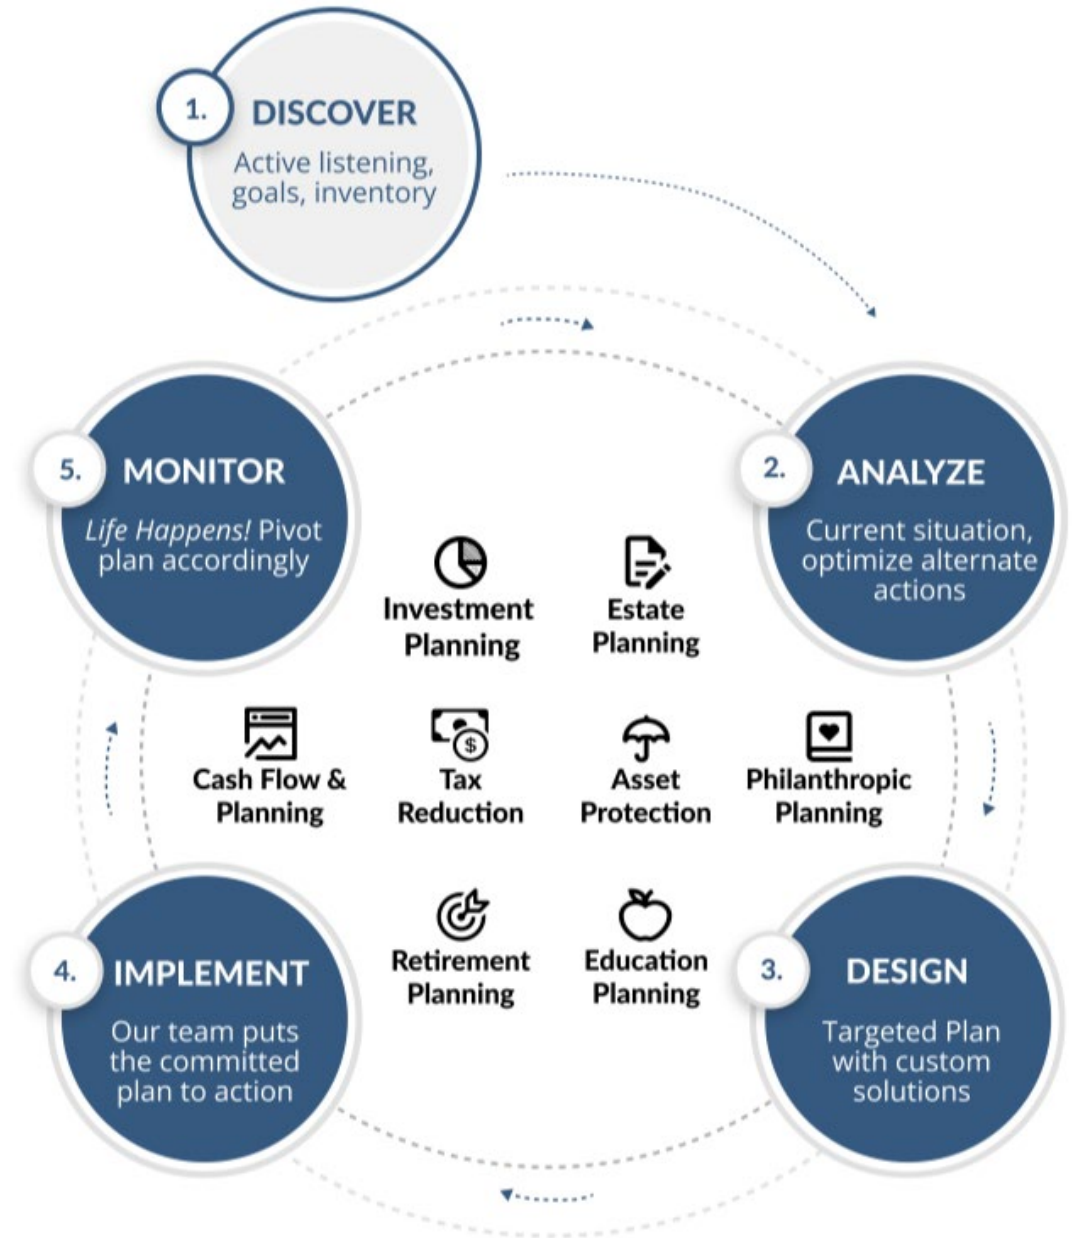 1.
DISCOVER
Active listening,
goals, inventory
5.
MONITOR
Life Happens! Pivot
plan accordingly
2.
ANALYZE
Current situation,
optimize alternate
actions
Investment
Planning
Estate
Planning
Cash Flow &
Planning
Tax
Reduction
$
Asset
Protection
Philanthropic
Planning
Retirement
Planning
Education
Planning
4.
IMPLEMENT
Our team puts
the committed
plan to action
3.
DESIGN
Targeted Plan
with custom
solutions